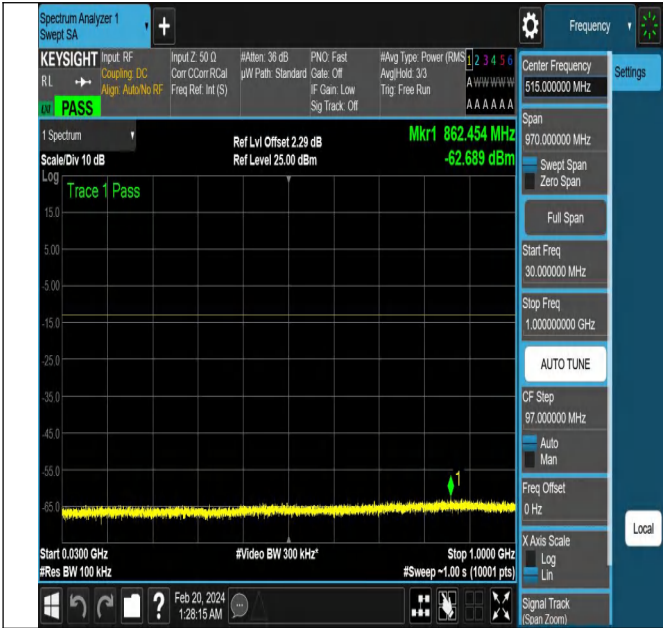 Spectrum Analyzer 1
Swept SA
+
Frequency
KEYSIGHT
RL
LXI
PASS
Input: RF
Coupling: DC
Align: Auto/No RF
Input Z: 50 Ω
Corr CCorr RCal
Freq Ref: Int (S)
#Atten: 36 dB
µW Path: Standard
PNO: Fast
Gate: Off
IF Gain: Low
Sig Track: Off
#Avg Type: Power (RMS
Avg|Hold: 3/3
Trig: Free Run
1 2 3 4 5 6
A W W W W W
A A A A A A
1 Spectrum
Scale/Div 10 dB
Ref Lvl Offset 2.29 dB
Ref Level 25.00 dBm
Mkr1 862.454 MHz
-62.689 dBm
Log
Trace 1 Pass
15.0
5.00
-5.00
-15.0
-25.0
-35.0
-45.0
-55.0
1
-65.0
Start 0.0300 GHz
#Video BW 300 kHz*
Stop 1.0000 GHz
#Res BW 100 kHz
#Sweep ~1.00 s (10001 pts)
?
Feb 20, 2024
1:28:15 AM
Center Frequency
515.000000 MHz
Settings
Span
970.000000 MHz
Swept Span
Zero Span
Full Span
Start Freq
30.000000 MHz
Stop Freq
1.000000000 GHz
AUTO TUNE
CF Step
97.000000 MHz
Auto
Man
Freq Offset
0 Hz
Local
X Axis Scale
Log
Lin
Signal Track
(Span Zoom)